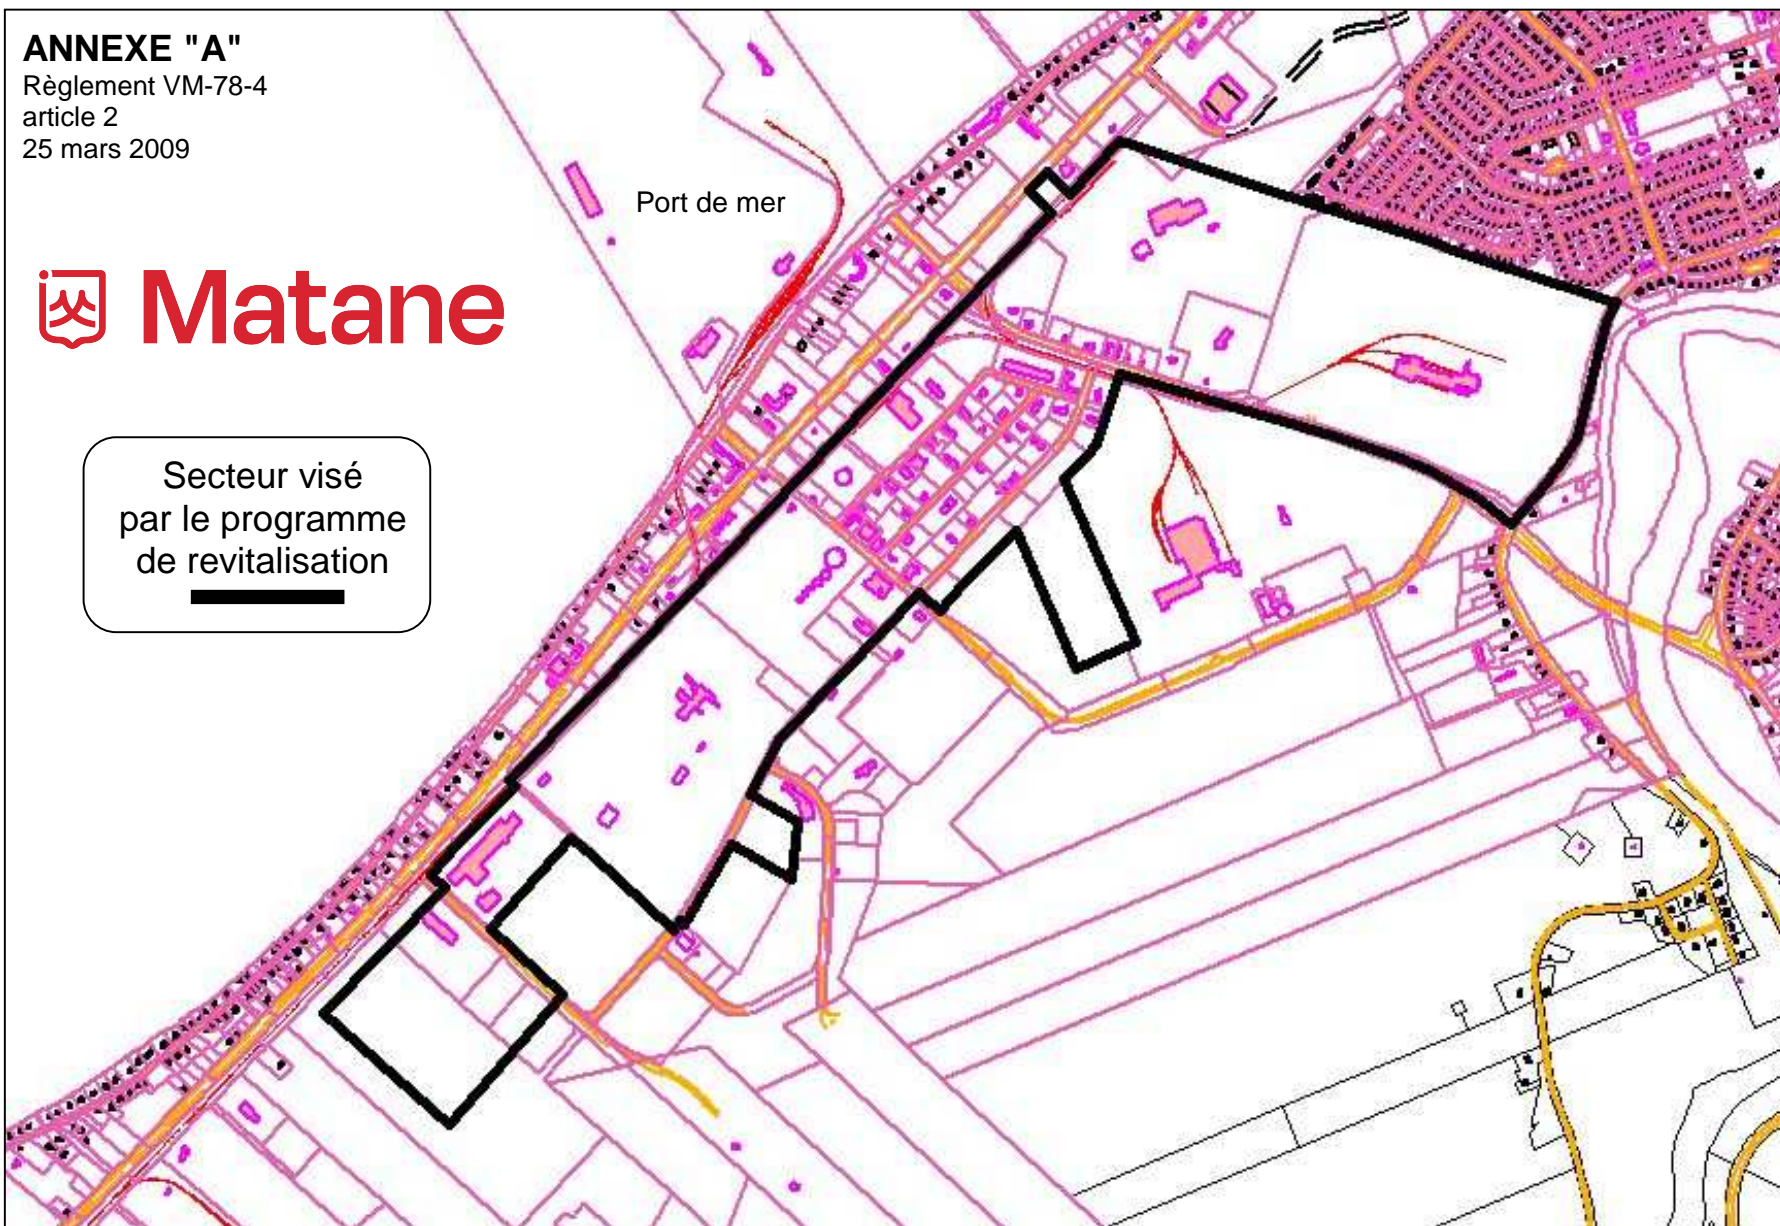 ANNEXE "A"
Règlement VM-78-4
article 2
25 mars 2009
Port de mer
Matane
Secteur visé
par le programme
de revitalisation